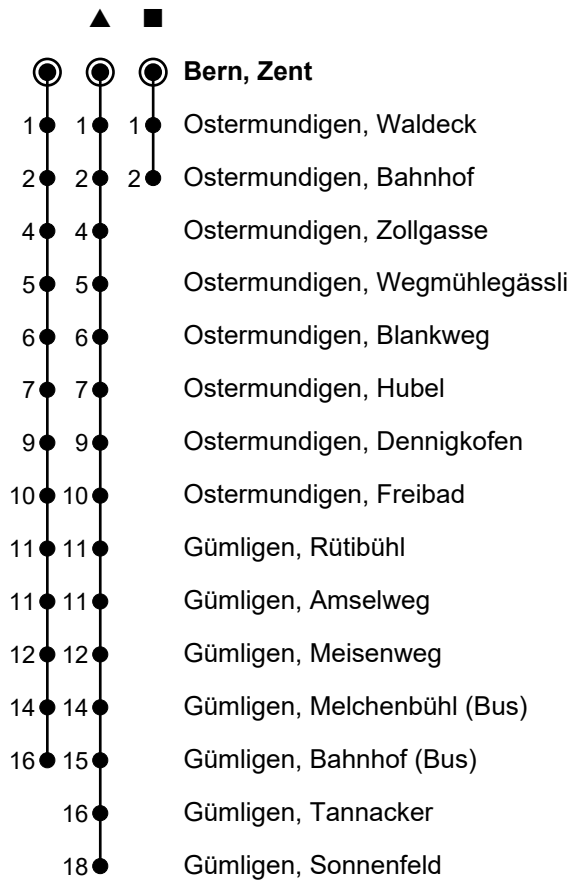 ▲ ■
Bern, Zent
1 1 1 Ostermundigen, Waldeck
2 2 2 Ostermundigen, Bahnhof
4 4 Ostermundigen, Zollgasse
5 5 Ostermundigen, Wegmühlegässli
6 6 Ostermundigen, Blankweg
7 7 Ostermundigen, Hubel
9 9 Ostermundigen, Dennigkofen
10 10 Ostermundigen, Freibad
11 11 Gümligen, Rütibühl
11 11 Gümligen, Amselweg
12 12 Gümligen, Meisenweg
14 14 Gümligen, Melchenbühl (Bus)
16 15 Gümligen, Bahnhof (Bus)
16 Gümligen, Tannacker
18 Gümligen, Sonnenfeld